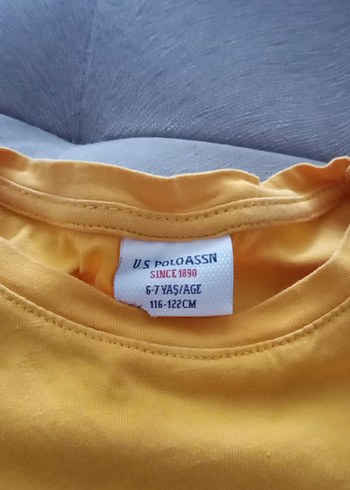 U.S POLO ASSN
SINCE 1890
6-7 YAŞ/AGE
116-122CM